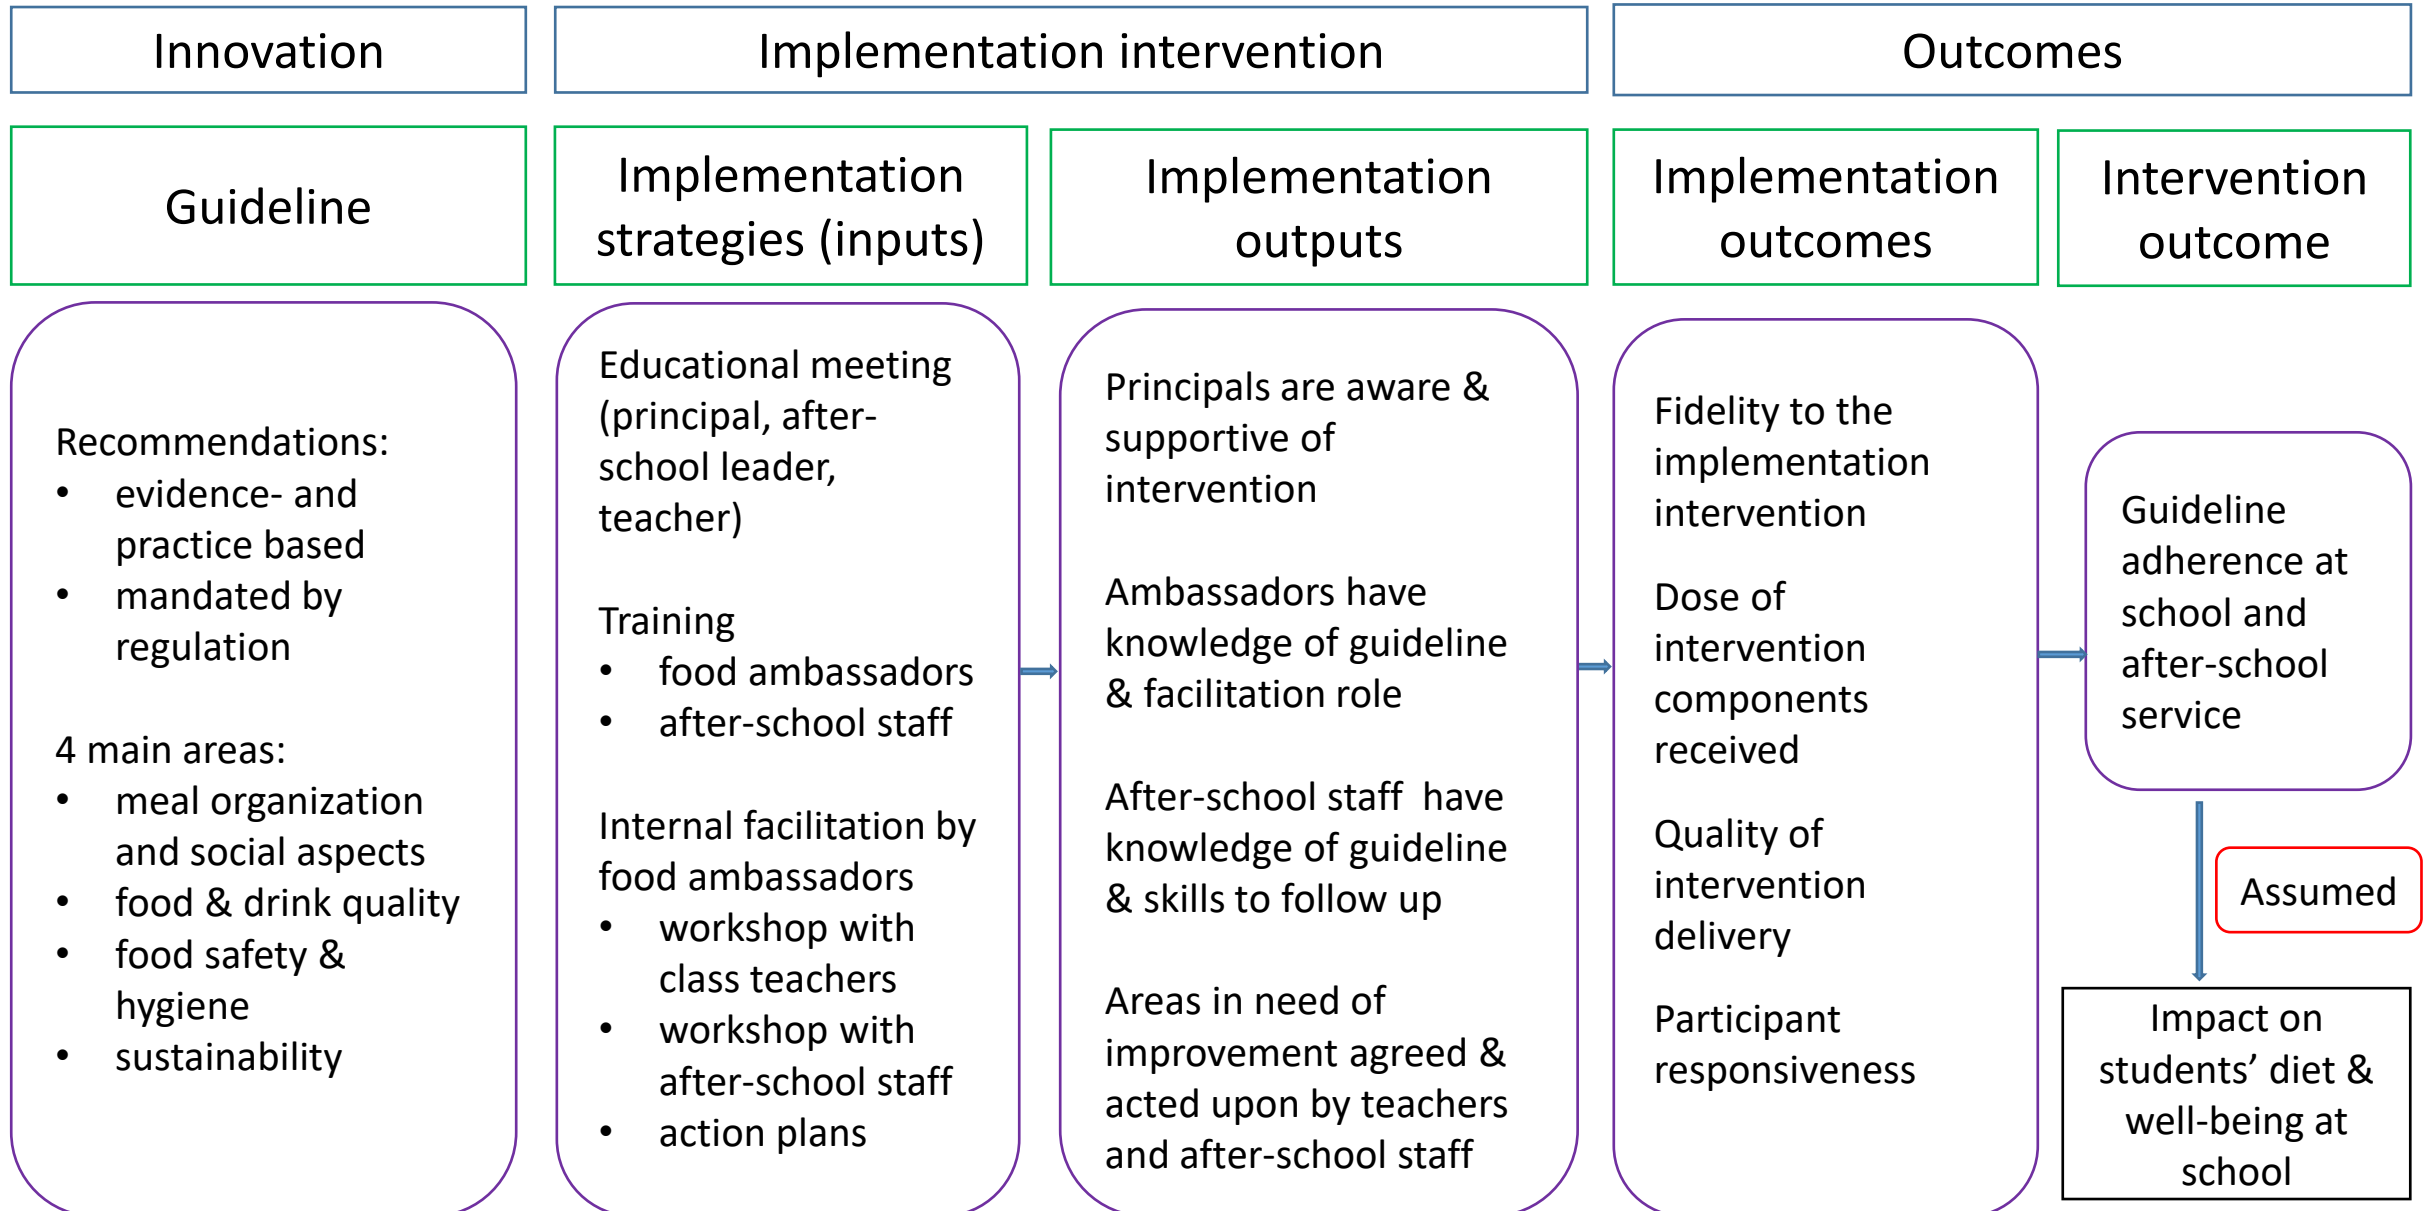 Innovation
Implementation intervention
Outcomes
Guideline
Implementation
strategies (inputs)
Implementation
outputs
Implementation
outcomes
Intervention
outcome
Recommendations:
• evidence- and
practice based
• mandated by
regulation
4 main areas:
• meal organization
and social aspects
• food & drink quality
• food safety &
hygiene
• sustainability
Educational meeting
(principal, after-
school leader,
teacher)
Training
• food ambassadors
• after-school staff
Internal facilitation by
food ambassadors
• workshop with
class teachers
• workshop with
after-school staff
• action plans
Principals are aware &
supportive of
intervention
Ambassadors have
knowledge of guideline
& facilitation role
After-school staff  have
knowledge of guideline
& skills to follow up
Areas in need of
improvement agreed &
acted upon by teachers
and after-school staff
Fidelity to the
implementation
intervention
Dose of
intervention
components
received
Quality of
intervention
delivery
Participant
responsiveness
Guideline
adherence at
school and
after-school
service
Assumed
Impact on
students’ diet &
well-being at
school